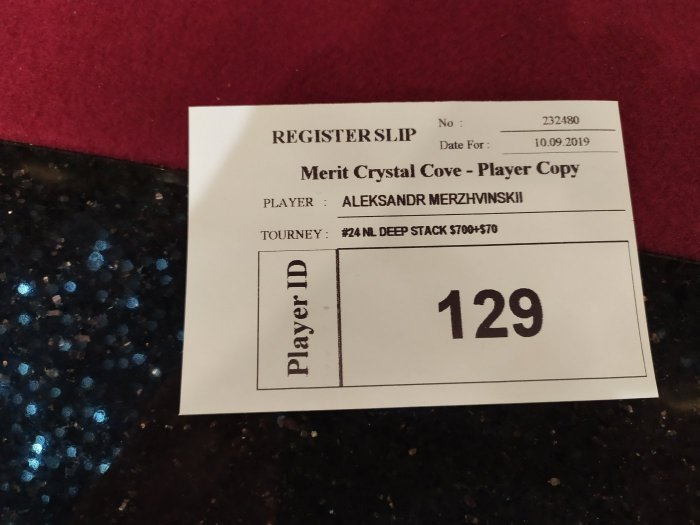 REGISTER SLIP
No : 232480
Date For : 10.09.2019
Merit Crystal Cove - Player Copy
PLAYER : ALEKSANDR MERZHVINSKII
TOURNEY : #24 NL DEEP STACK $700+$70
Player ID
129